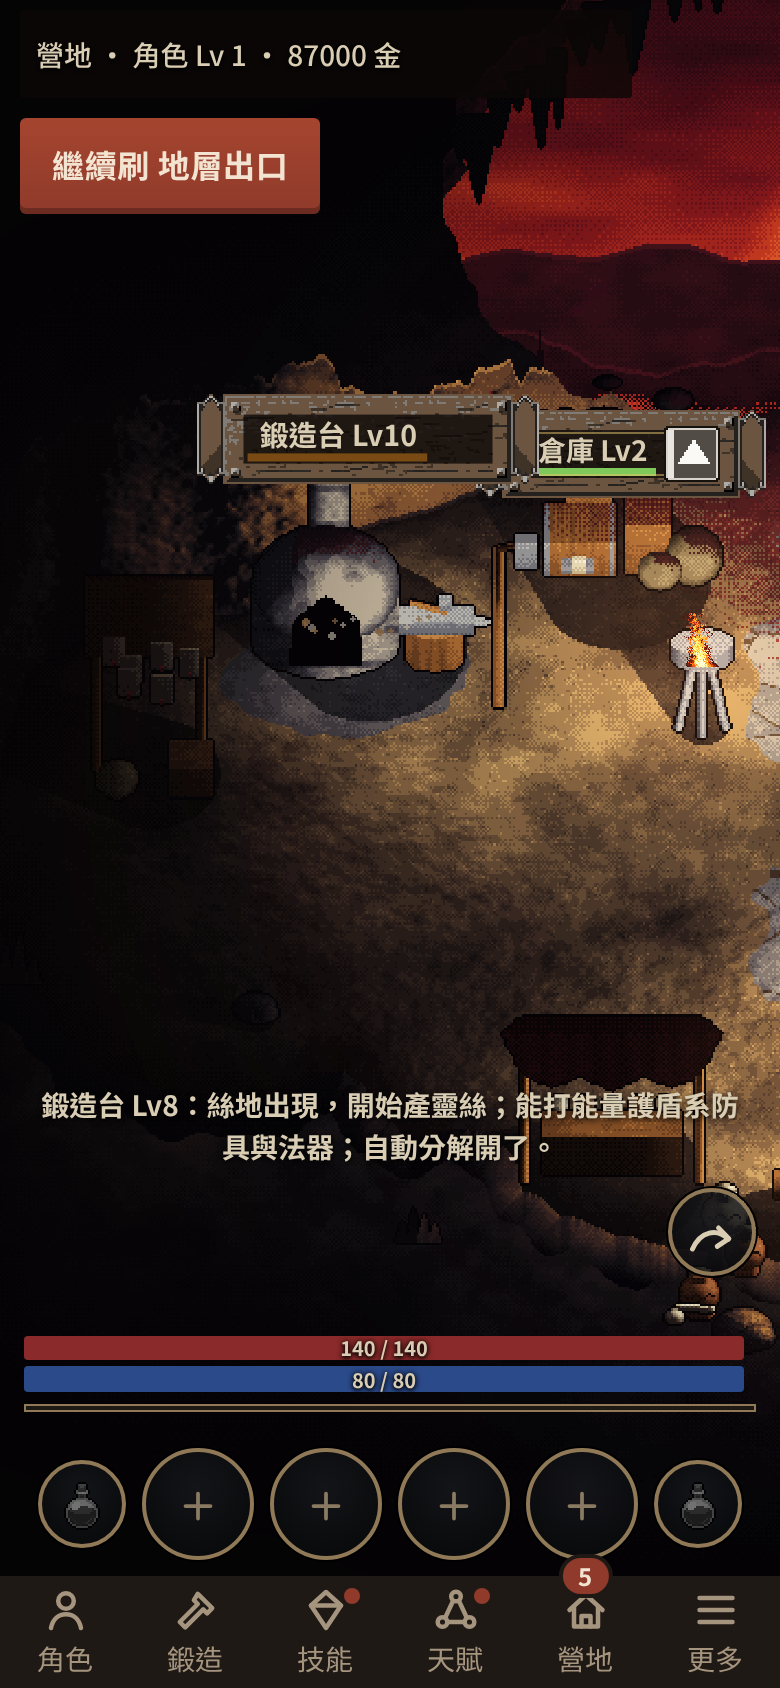 營地 · 角色 Lv 1 · 87000 金
繼續刷 地層出口
鍛造台 Lv10
倉庫 Lv2
鍛造台 Lv8：絲地出現，開始產靈絲；能打能量護盾系防
具與法器；自動分解開了。
140 / 140
80 / 80
5
角色 鍛造 技能 天賦 營地 更多